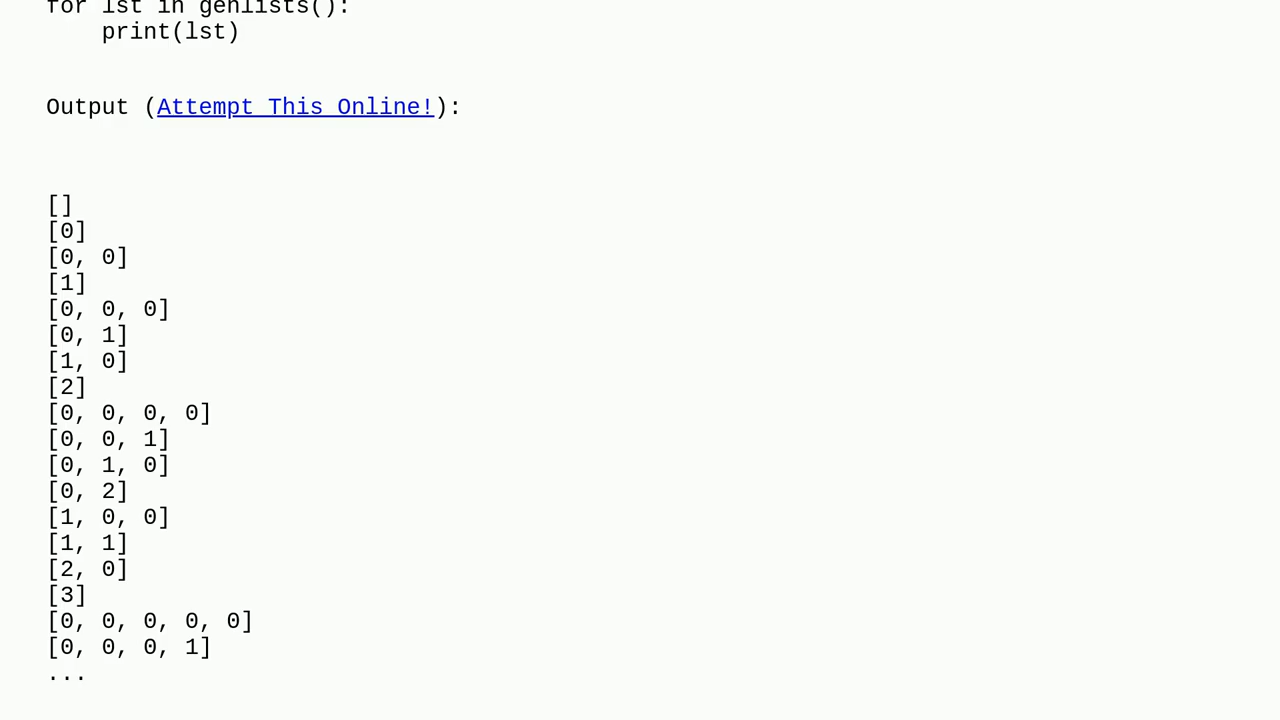 for lst in genlists():
    print(lst)
Output (Attempt This Online!):
[]
[0]
[0, 0]
[1]
[0, 0, 0]
[0, 1]
[1, 0]
[2]
[0, 0, 0, 0]
[0, 0, 1]
[0, 1, 0]
[0, 2]
[1, 0, 0]
[1, 1]
[2, 0]
[3]
[0, 0, 0, 0, 0]
[0, 0, 0, 1]
...